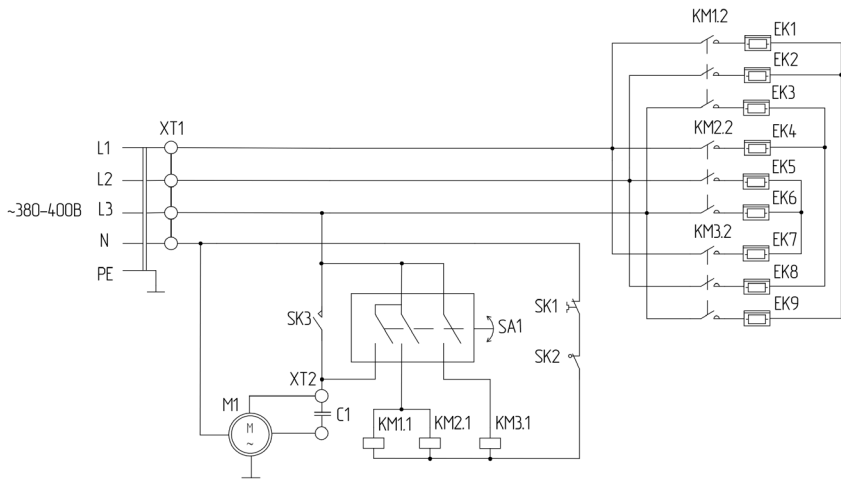 KM1.2
EK1
EK2
EK3
XT1
KM2.2
EK4
L1
L2
EK5
~380-400В
L3
EK6
KM3.2
N
EK7
PE
EK8
SK3
SA1
SK1
EK9
SK2
XT2
M1
C1
M
~
KM1.1
KM2.1
KM3.1